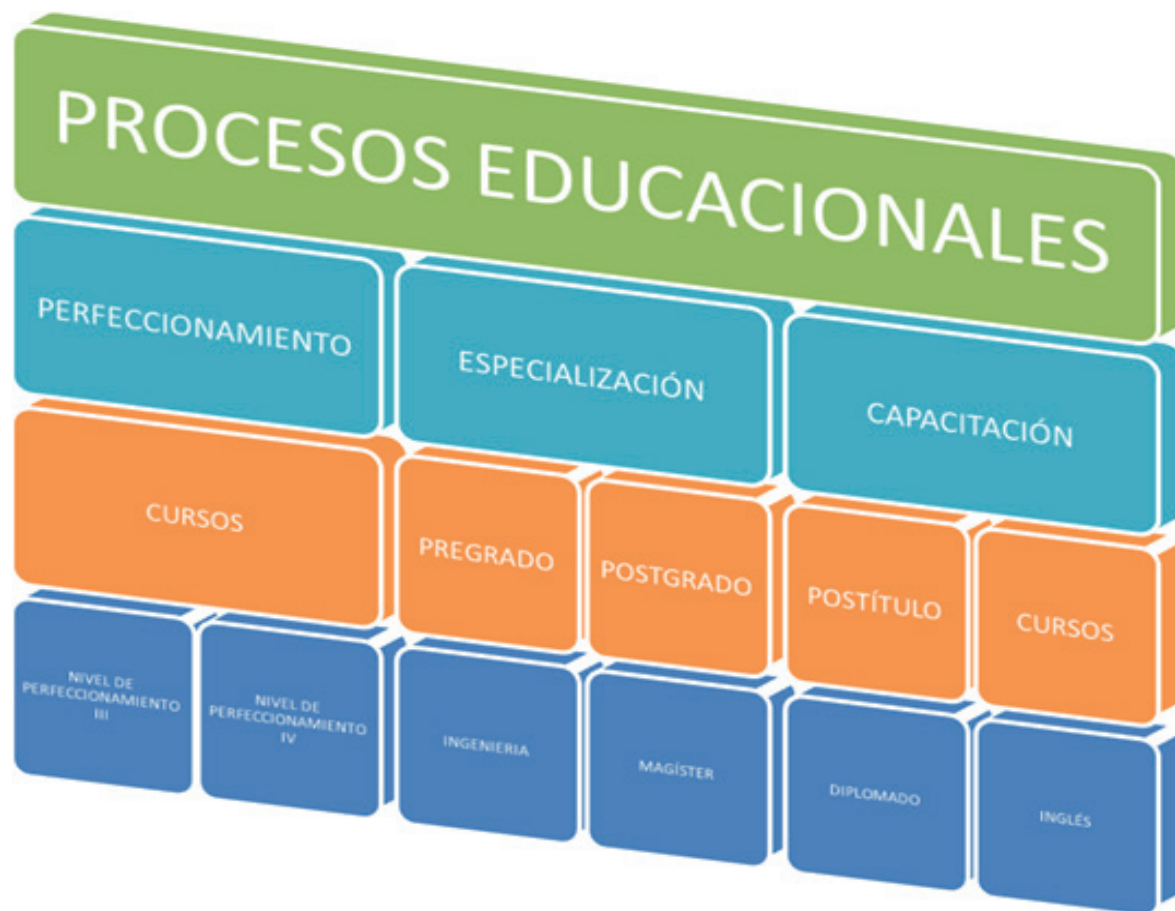 PROCESOS EDUCACIONALES
PERFECCIONAMIENTO
ESPECIALIZACIÓN
CAPACITACIÓN
CURSOS
PREGRADO
POSTGRADO
POSTÍTULO
CURSOS
NIVEL DE
PERFECCIONAMIENTO
III
NIVEL DE
PERFECCIONAMIENTO
IV
INGENIERIA
MAGÍSTER
DIPLOMADO
INGLÉS